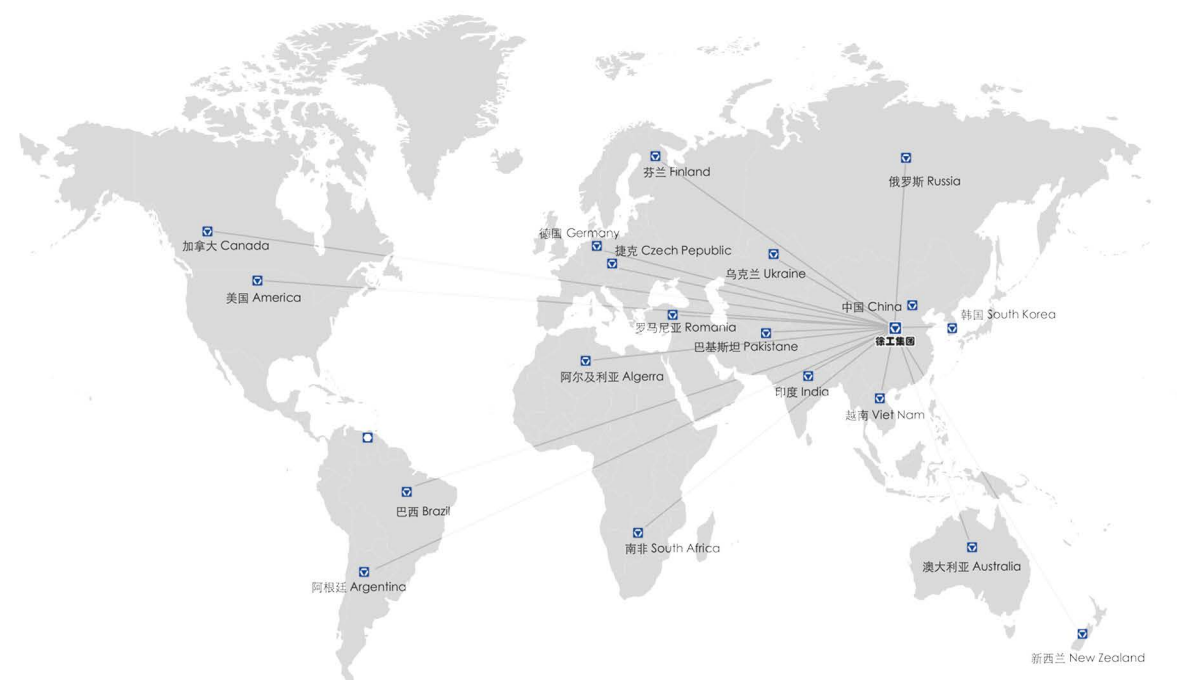 芬兰 Finland
俄罗斯 Russia
德国 Germany
加拿大 Canada
捷克 Czech Pepublic
乌克兰 Ukraine
美国 America
中国 China
韩国 South Korea
罗马尼亚 Romania
徐工集团
巴基斯坦 Pakistane
阿尔及利亚 Algerra
印度 India
越南 Viet Nam
巴西 Brazil
南非 South Africa
澳大利亚 Australia
阿根廷 Argentina
新西兰 New Zealand